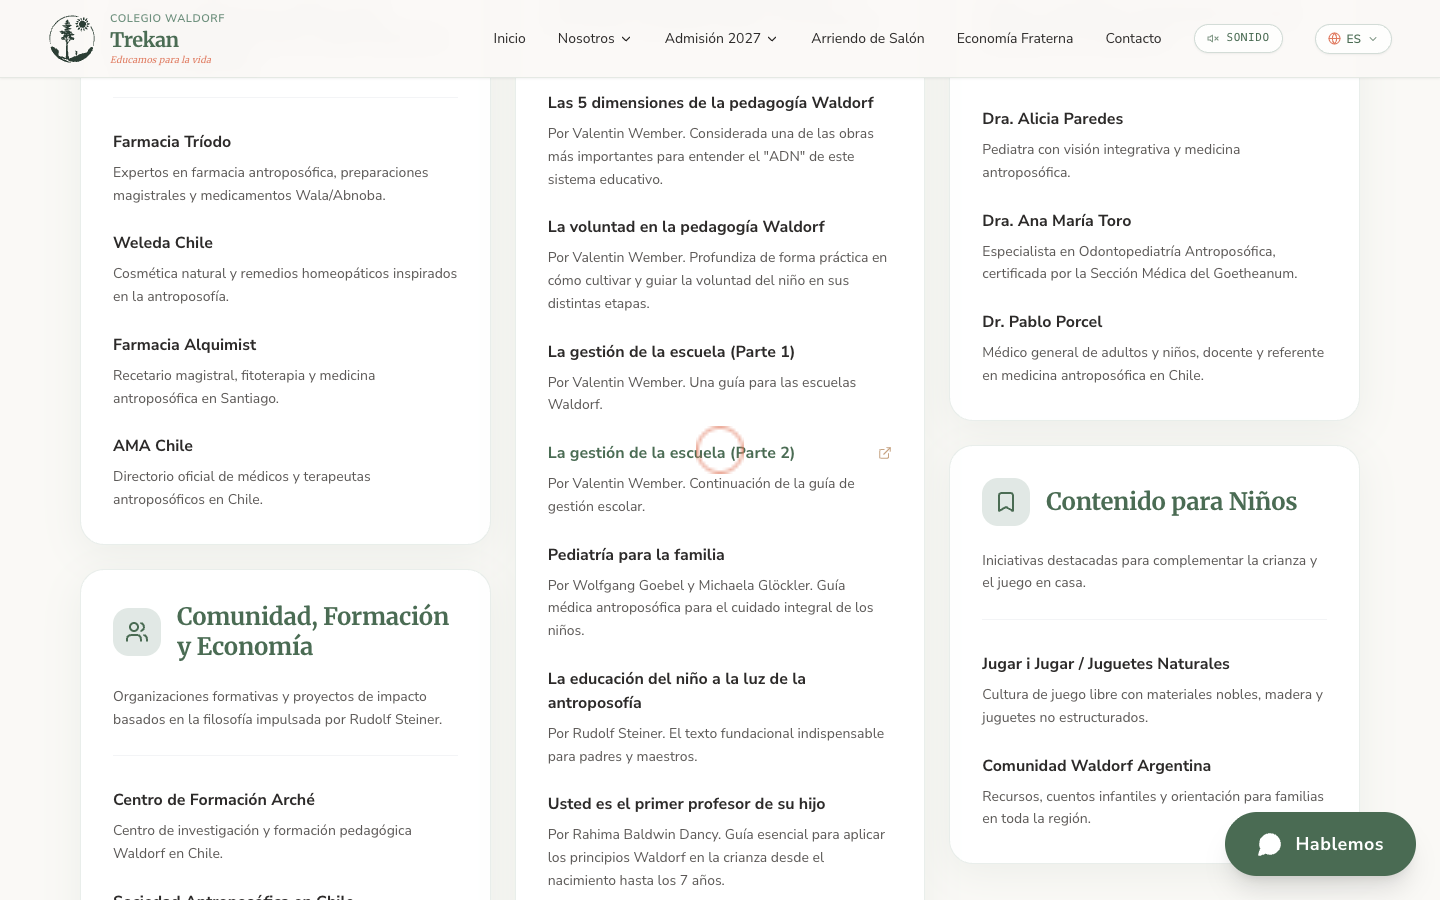 COLEGIO WALDORF
Trekan
Educamos para la vida
Inicio
Nosotros
Admisión 2027
Arriendo de Salón
Economía Fraterna
Contacto
SONIDO
ES
Farmacia Tríodo
Expertos en farmacia antroposófica, preparaciones
magistrales y medicamentos Wala/Abnoba.
Weleda Chile
Cosmética natural y remedios homeopáticos inspirados
en la antroposofía.
Farmacia Alquimist
Recetario magistral, fitoterapia y medicina
antroposófica en Santiago.
AMA Chile
Directorio oficial de médicos y terapeutas
antroposóficos en Chile.
Comunidad, Formación
y Economía
Organizaciones formativas y proyectos de impacto
basados en la filosofía impulsada por Rudolf Steiner.
Centro de Formación Arché
Centro de investigación y formación pedagógica
Waldorf en Chile.
Sociedad Antroposófica en Chile
Las 5 dimensiones de la pedagogía Waldorf
Por Valentin Wember. Considerada una de las obras
más importantes para entender el "ADN" de este
sistema educativo.
La voluntad en la pedagogía Waldorf
Por Valentin Wember. Profundiza de forma práctica en
cómo cultivar y guiar la voluntad del niño en sus
distintas etapas.
La gestión de la escuela (Parte 1)
Por Valentin Wember. Una guía para las escuelas
Waldorf.
La gestión de la escuela (Parte 2)
Por Valentin Wember. Continuación de la guía de
gestión escolar.
Pediatría para la familia
Por Wolfgang Goebel y Michaela Glöckler. Guía
médica antroposófica para el cuidado integral de los
niños.
La educación del niño a la luz de la
antroposofía
Por Rudolf Steiner. El texto fundacional indispensable
para padres y maestros.
Usted es el primer profesor de su hijo
Por Rahima Baldwin Dancy. Guía esencial para aplicar
los principios Waldorf en la crianza desde el
nacimiento hasta los 7 años.
Dra. Alicia Paredes
Pediatra con visión integrativa y medicina
antroposófica.
Dra. Ana María Toro
Especialista en Odontopediatría Antroposófica,
certificada por la Sección Médica del Goetheanum.
Dr. Pablo Porcel
Médico general de adultos y niños, docente y referente
en medicina antroposófica en Chile.
Contenido para Niños
Iniciativas destacadas para complementar la crianza y
el juego en casa.
Jugar i Jugar / Juguetes Naturales
Cultura de juego libre con materiales nobles, madera y
juguetes no estructurados.
Comunidad Waldorf Argentina
Recursos, cuentos infantiles y orientación para familias
en toda la región.
Hablemos